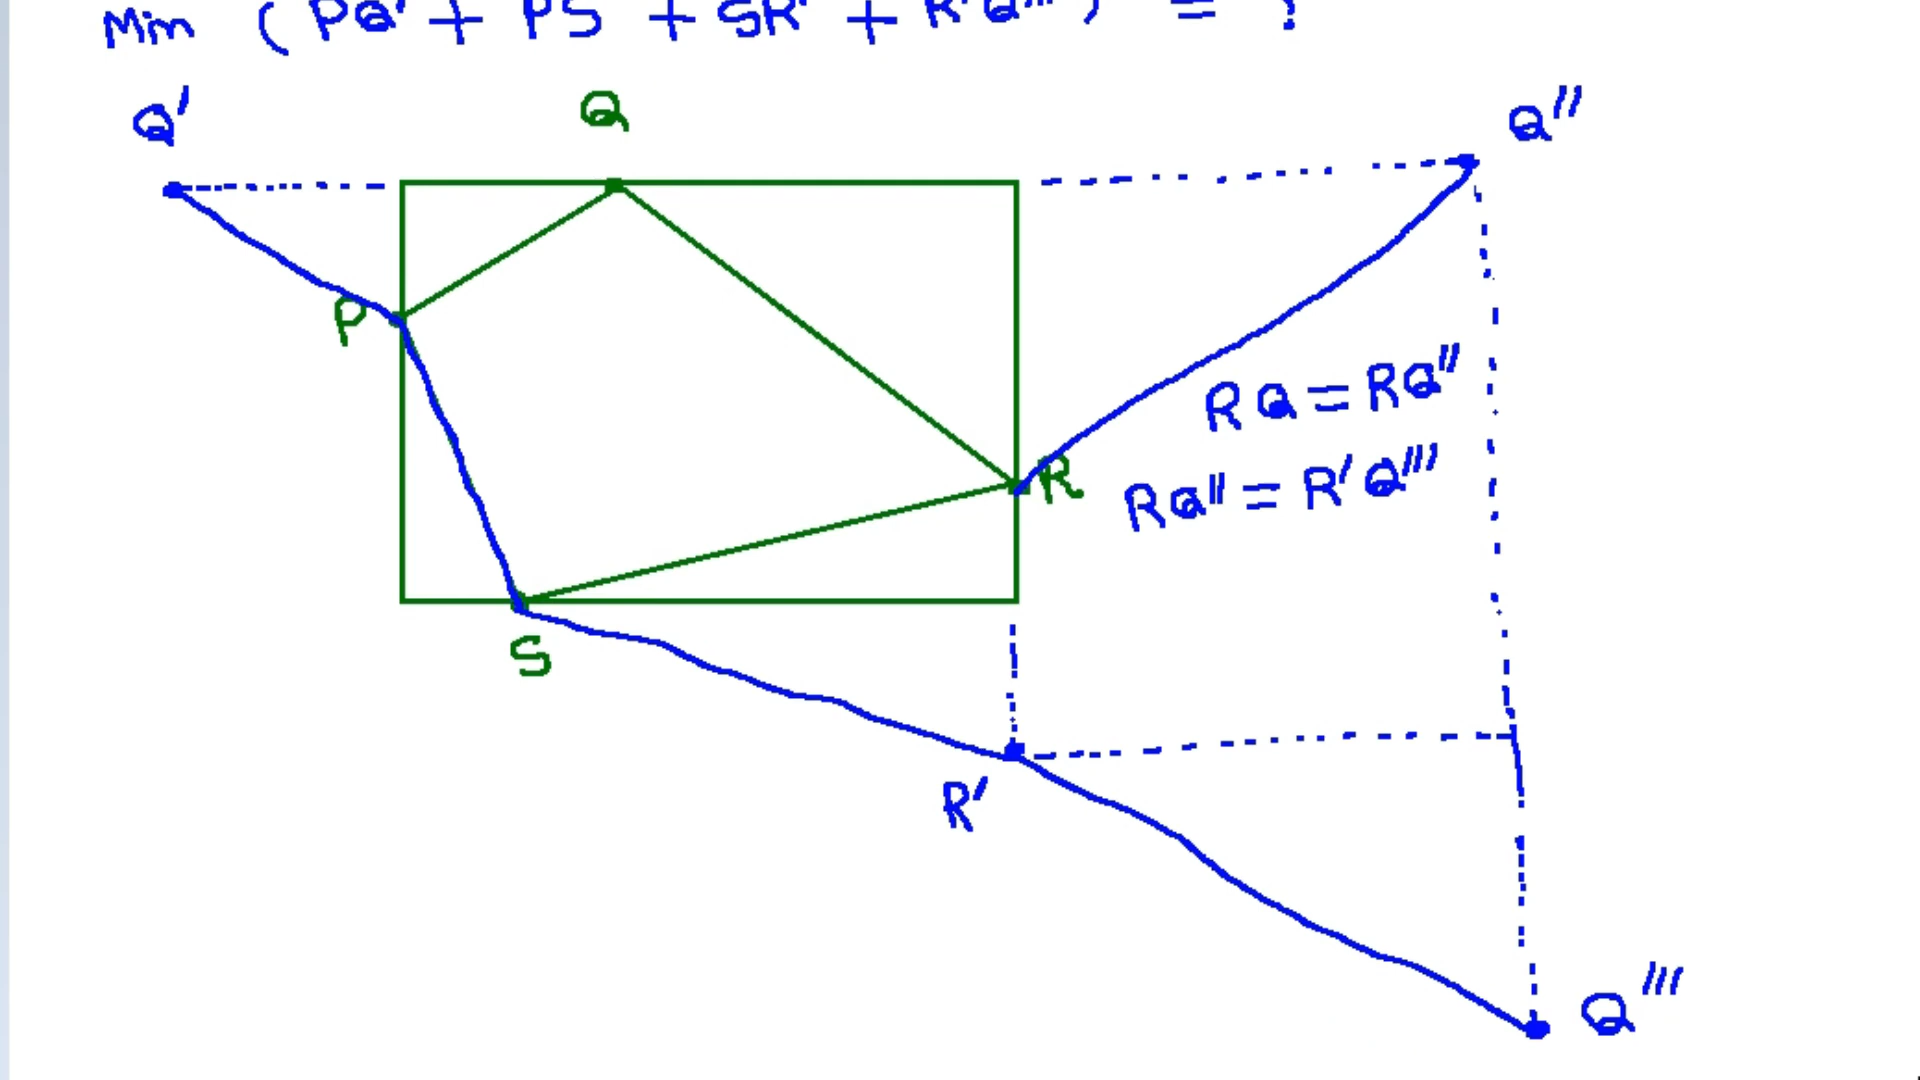 Min (PQ' + PS + SR' + R'Q''') = ?
Q'
Q
Q''
P
RQ = RQ''
R
RQ'' = R'Q'''
S
R'
Q'''